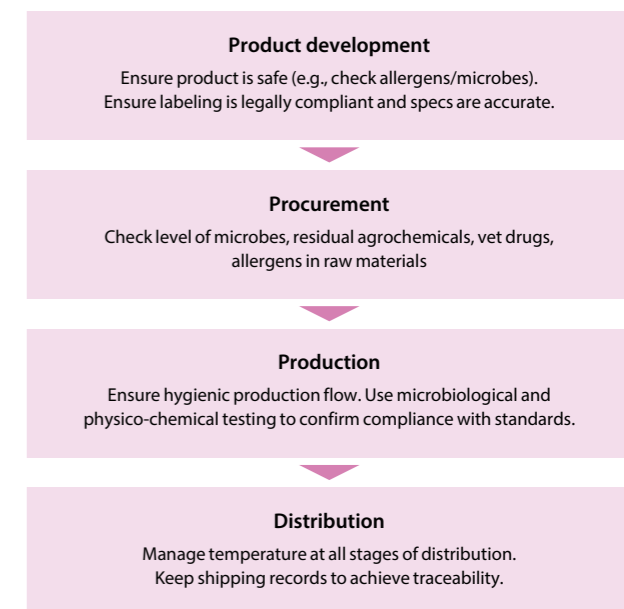 Product development
Ensure product is safe (e.g., check allergens/microbes).
Ensure labeling is legally compliant and specs are accurate.
Procurement
Check level of microbes, residual agrochemicals, vet drugs,
allergens in raw materials
Production
Ensure hygienic production flow. Use microbiological and
physico-chemical testing to confirm compliance with standards.
Distribution
Manage temperature at all stages of distribution.
Keep shipping records to achieve traceability.